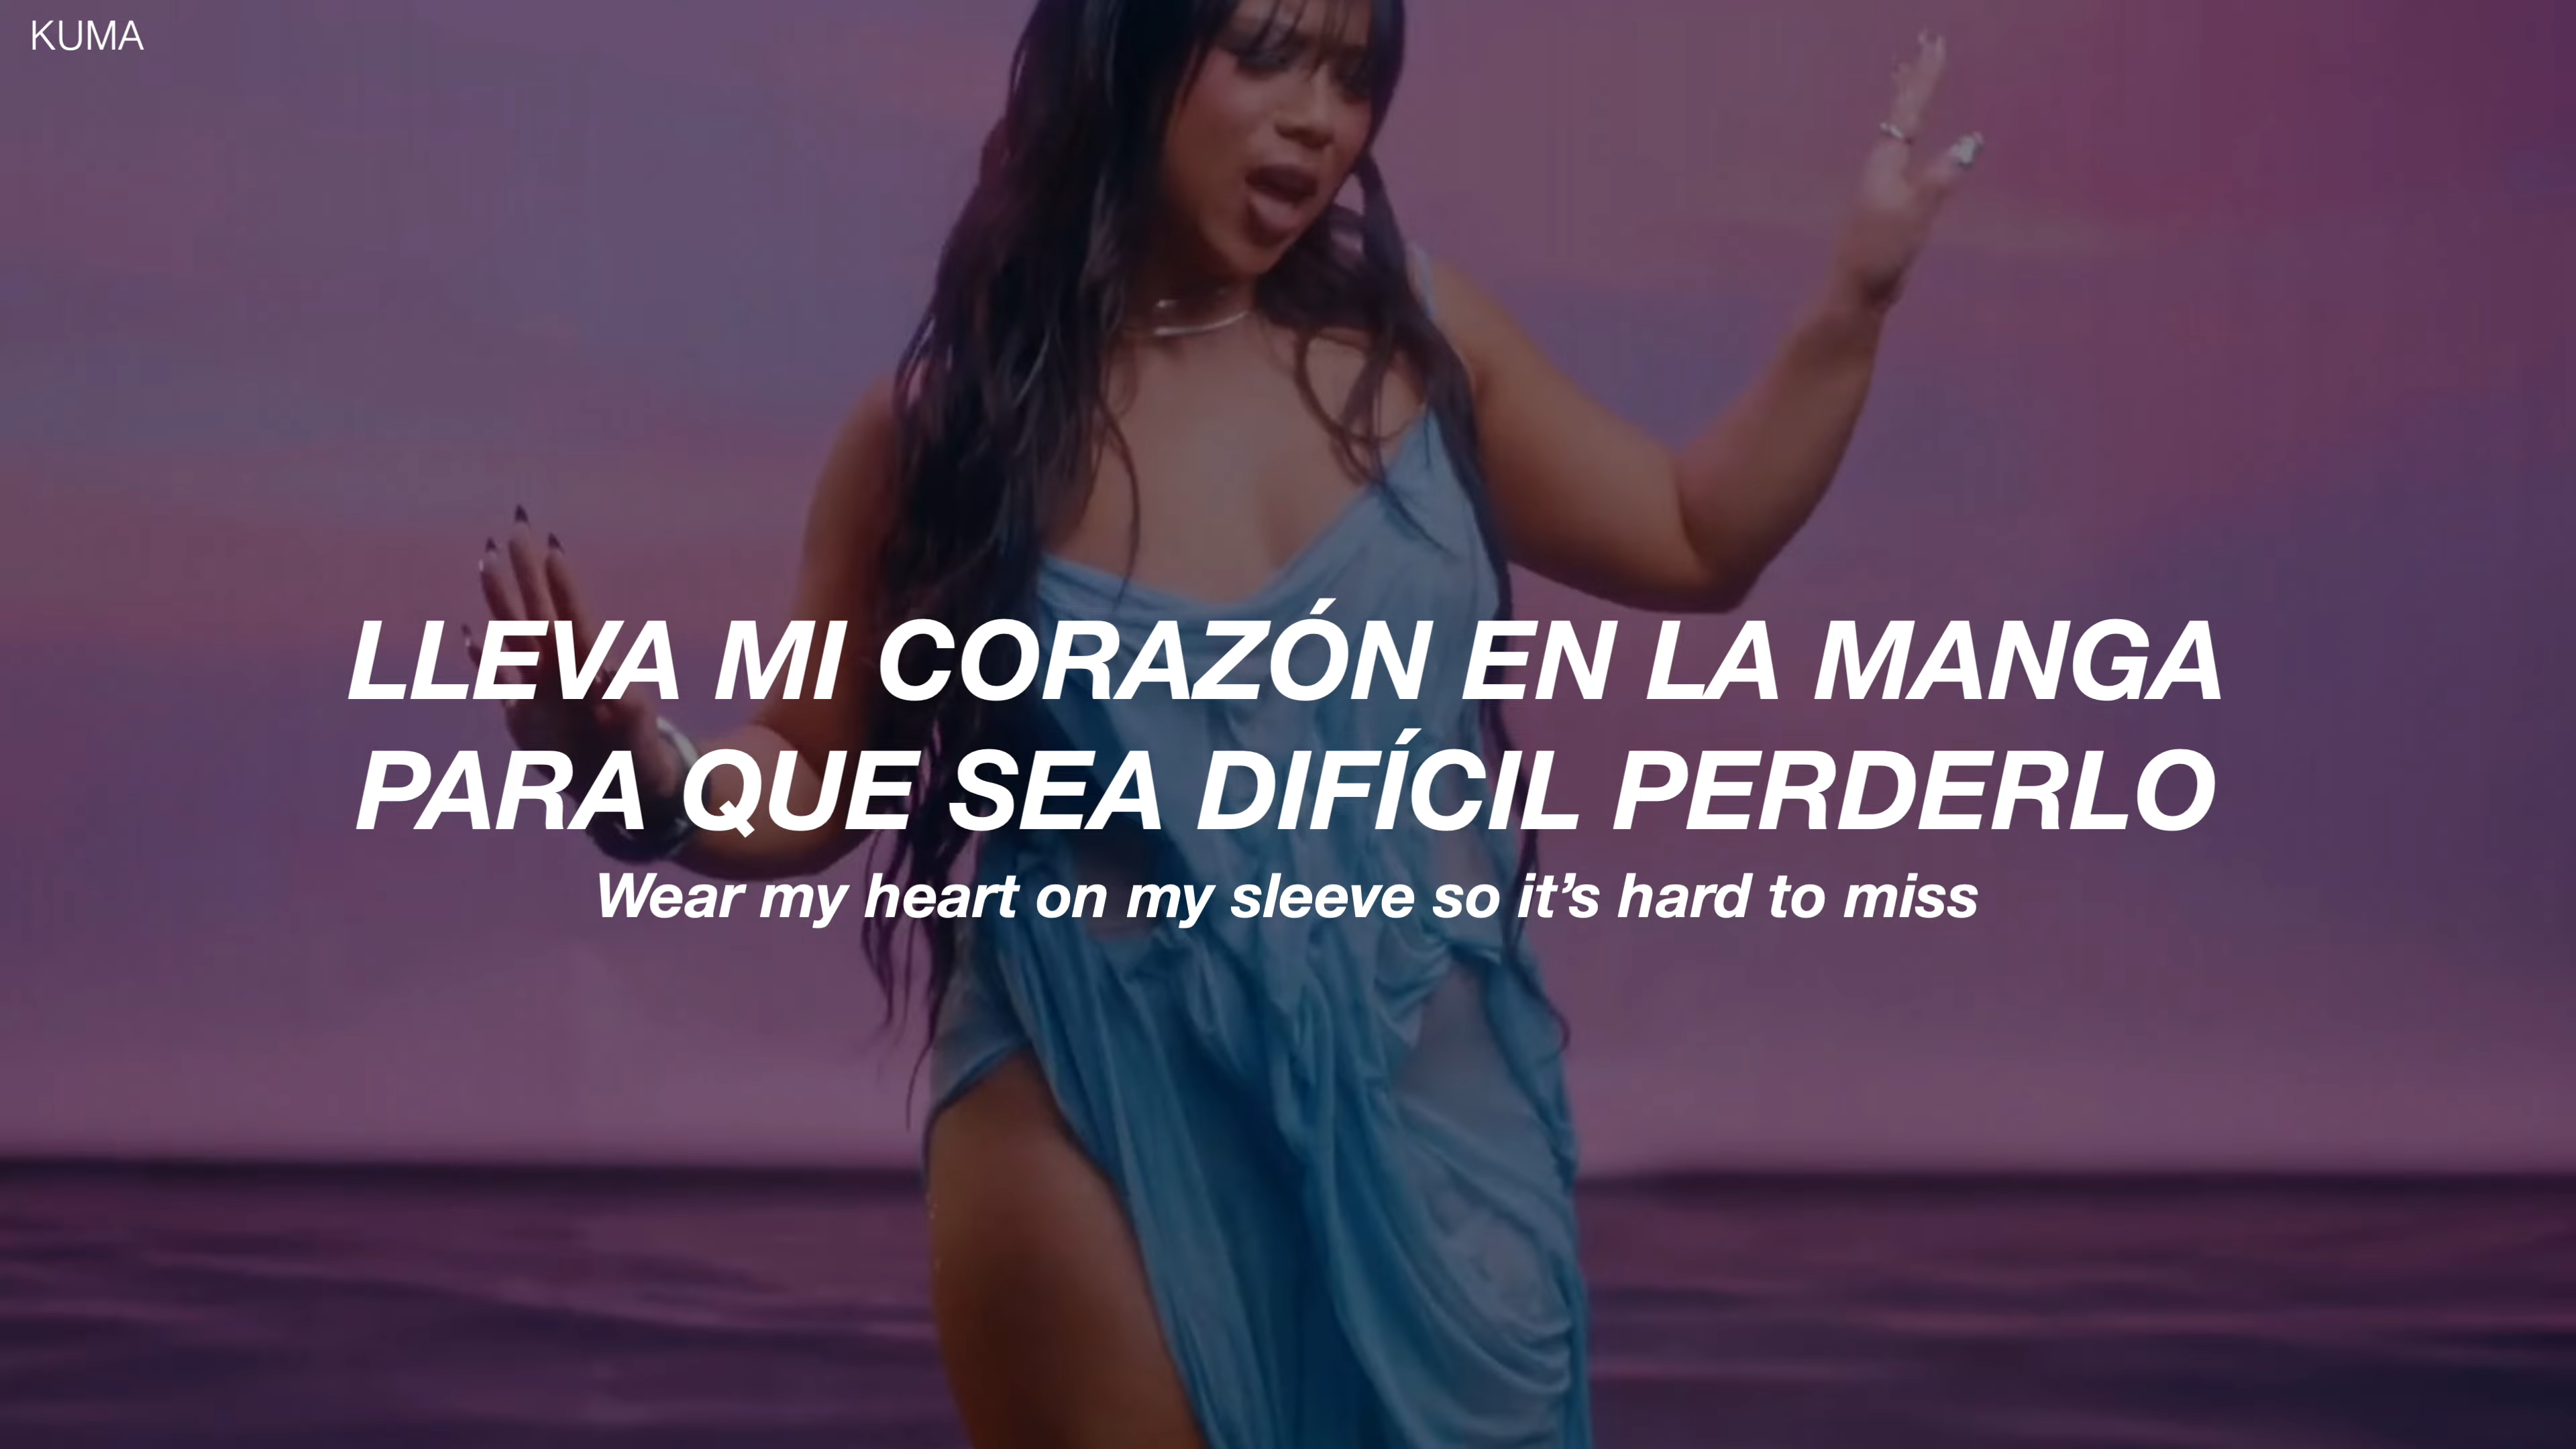 KUMA
LLEVA MI CORAZÓN EN LA MANGA
PARA QUE SEA DIFÍCIL PERDERLO
Wear my heart on my sleeve so it’s hard to miss